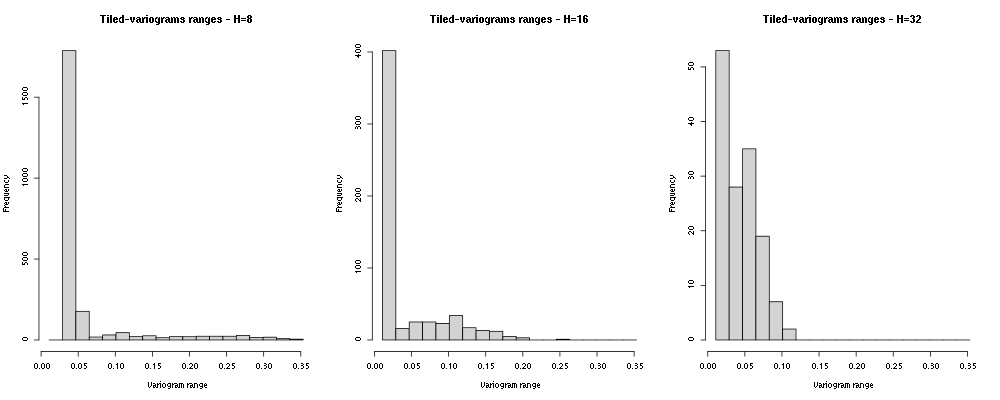 Tiled-variograms ranges - H=8
Tiled-variograms ranges - H=16
Tiled-variograms ranges - H=32
Frequency
0
500
1000
1500
0.00 0.05 0.10 0.15 0.20 0.25 0.30 0.35
Variogram range
Frequency
0
100
200
300
400
0.00 0.05 0.10 0.15 0.20 0.25 0.30 0.35
Variogram range
Frequency
0
10
20
30
40
50
0.00 0.05 0.10 0.15 0.20 0.25 0.30 0.35
Variogram range